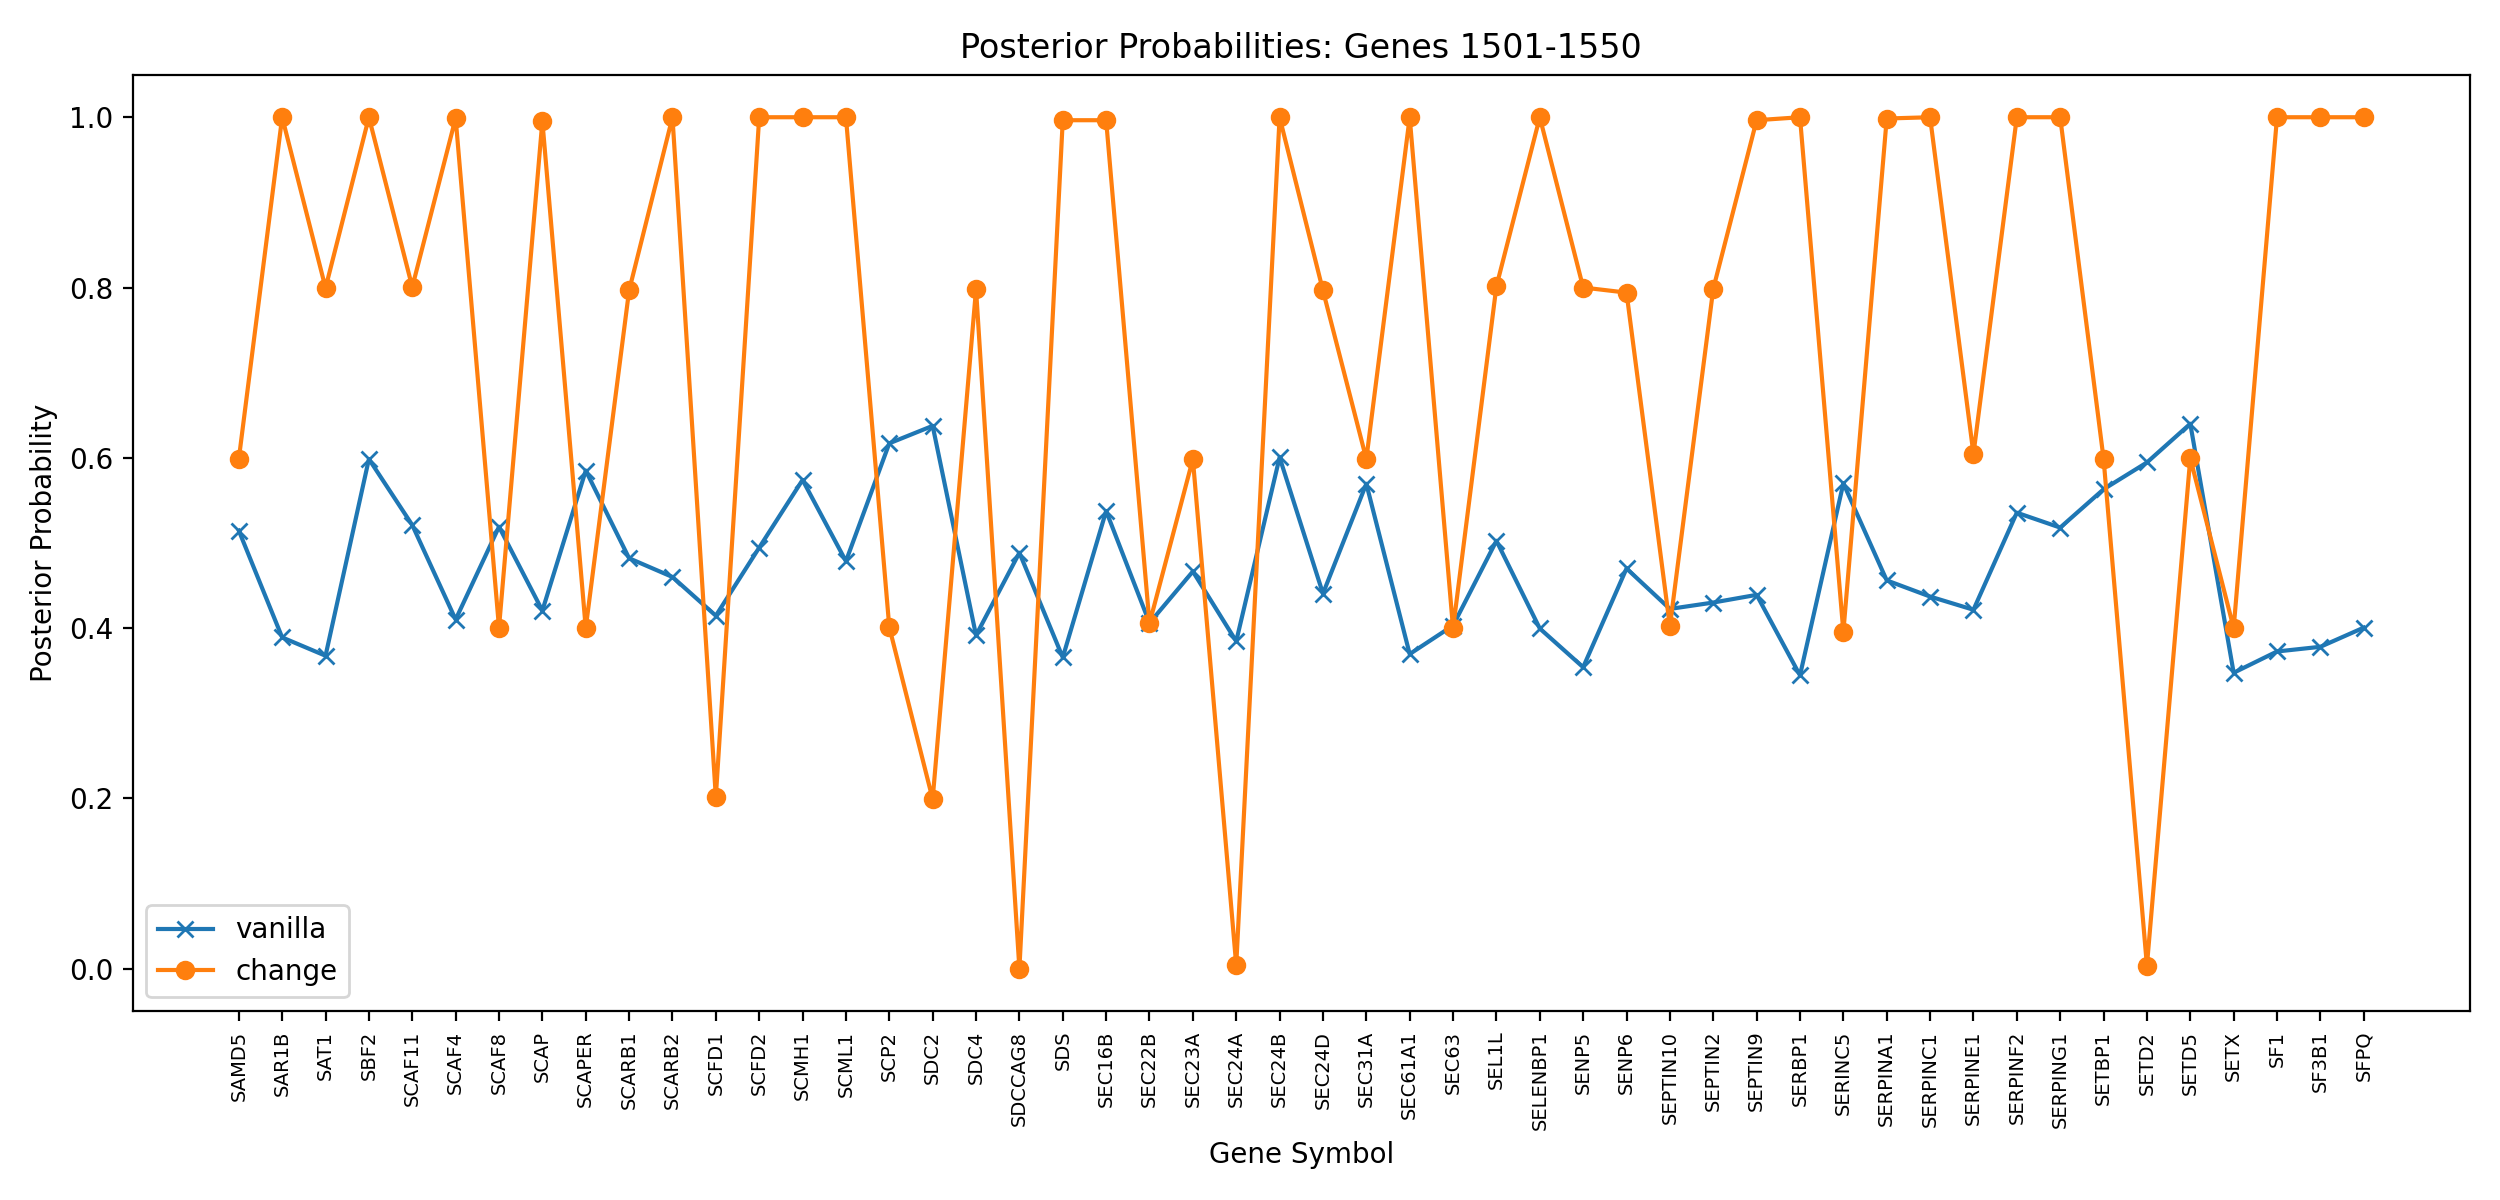 Posterior Probabilities: Genes 1501-1550
Posterior Probability
1.0
0.8
0.6
0.4
0.2
0.0
vanilla
change
SAMD5
SAR1B
SAT1
SBF2
SCAF11
SCAF4
SCAF8
SCAP
SCAPER
SCARB1
SCARB2
SCFD1
SCFD2
SCMH1
SCML1
SCP2
SDC2
SDC4
SDCCAG8
SDS
SEC16B
SEC22B
SEC23A
SEC24A
SEC24B
SEC24D
SEC31A
SEC61A1
SEC63
SEL1L
SELENBP1
SENP5
SENP6
SEPTIN10
SEPTIN2
SEPTIN9
SERBP1
SERINC5
SERPINA1
SERPINC1
SERPINE1
SERPINF2
SERPING1
SETBP1
SETD2
SETD5
SETX
SF1
SF3B1
SFPQ
Gene Symbol